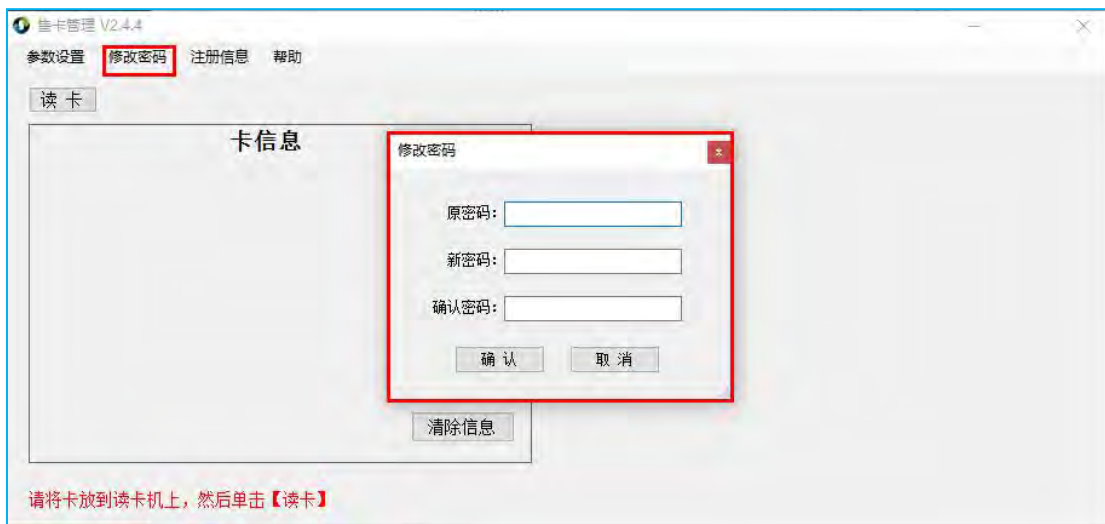 售卡管理 V2.4.4
参数设置 修改密码 注册信息 帮助
读 卡
卡信息
修改密码
原密码：
新密码：
确认密码：
确 认 取 消
清除信息
请将卡放到读卡机上，然后单击【读卡】